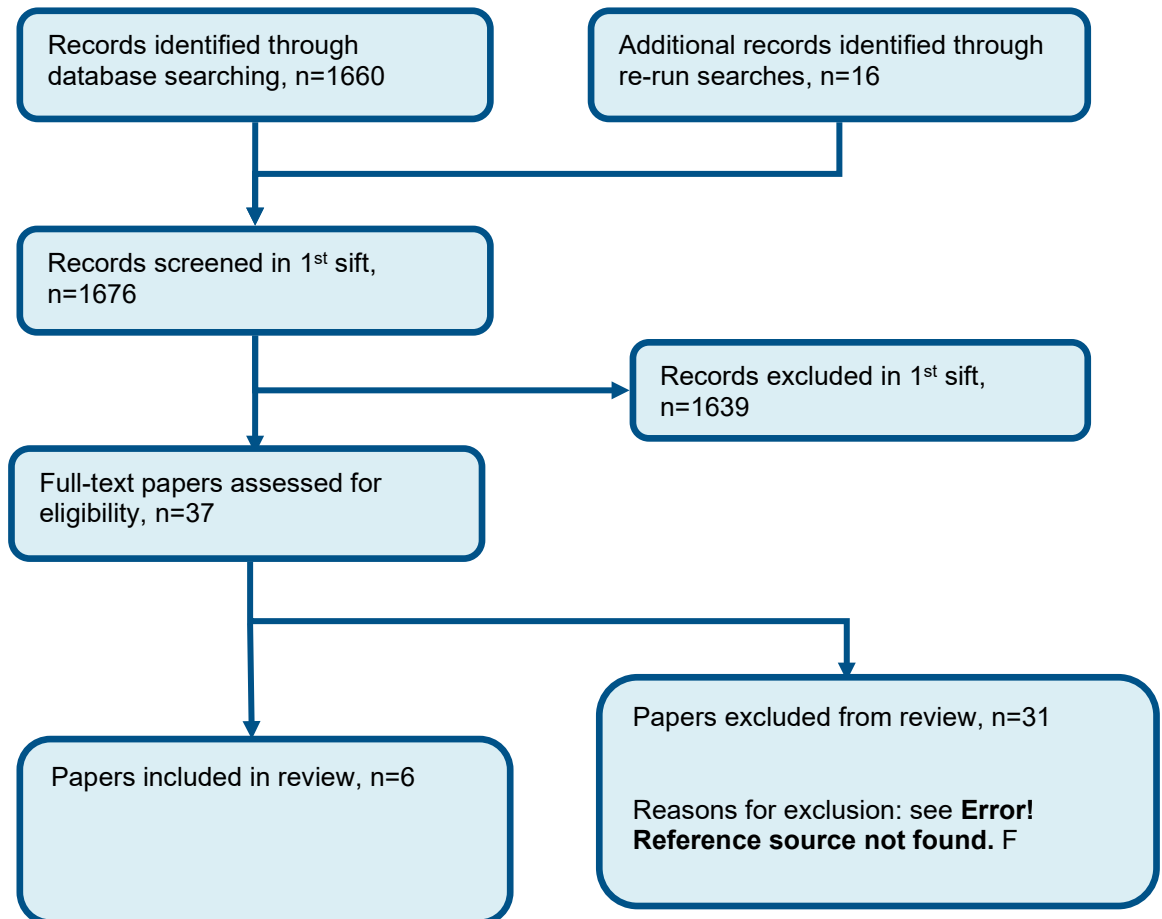 Records identified through
database searching, n=1660
Additional records identified through
re-run searches, n=16
Records screened in 1st sift,
n=1676
Records excluded in 1st sift,
n=1639
Full-text papers assessed for
eligibility, n=37
Papers included in review, n=6
Papers excluded from review, n=31
Reasons for exclusion: see Error!
Reference source not found. F